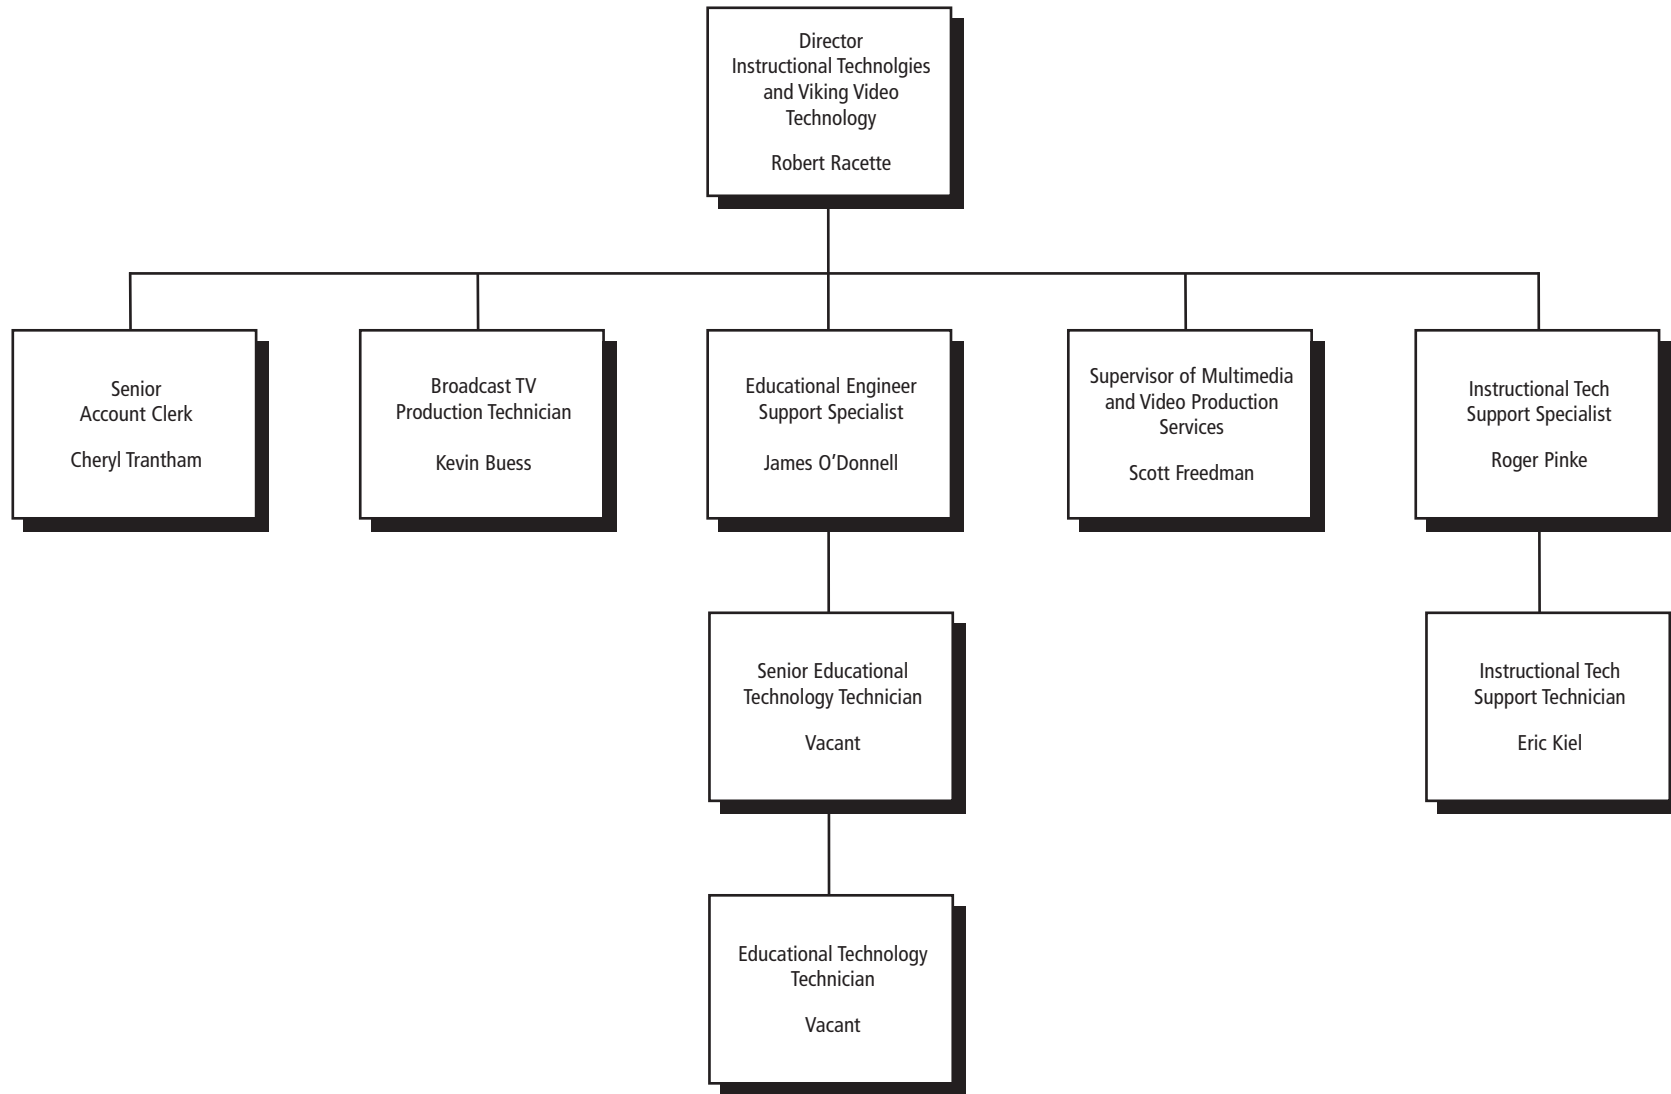 Director
Instructional Technolgies
and Viking Video
Technology
Robert Racette
Senior
Account Clerk
Cheryl Trantham
Broadcast TV
Production Technician
Kevin Buess
Educational Engineer
Support Specialist
James O’Donnell
Supervisor of Multimedia
and Video Production
Services
Scott Freedman
Instructional Tech
Support Specialist
Roger Pinke
Senior Educational
Technology Technician
Vacant
Instructional Tech
Support Technician
Eric Kiel
Educational Technology
Technician
Vacant